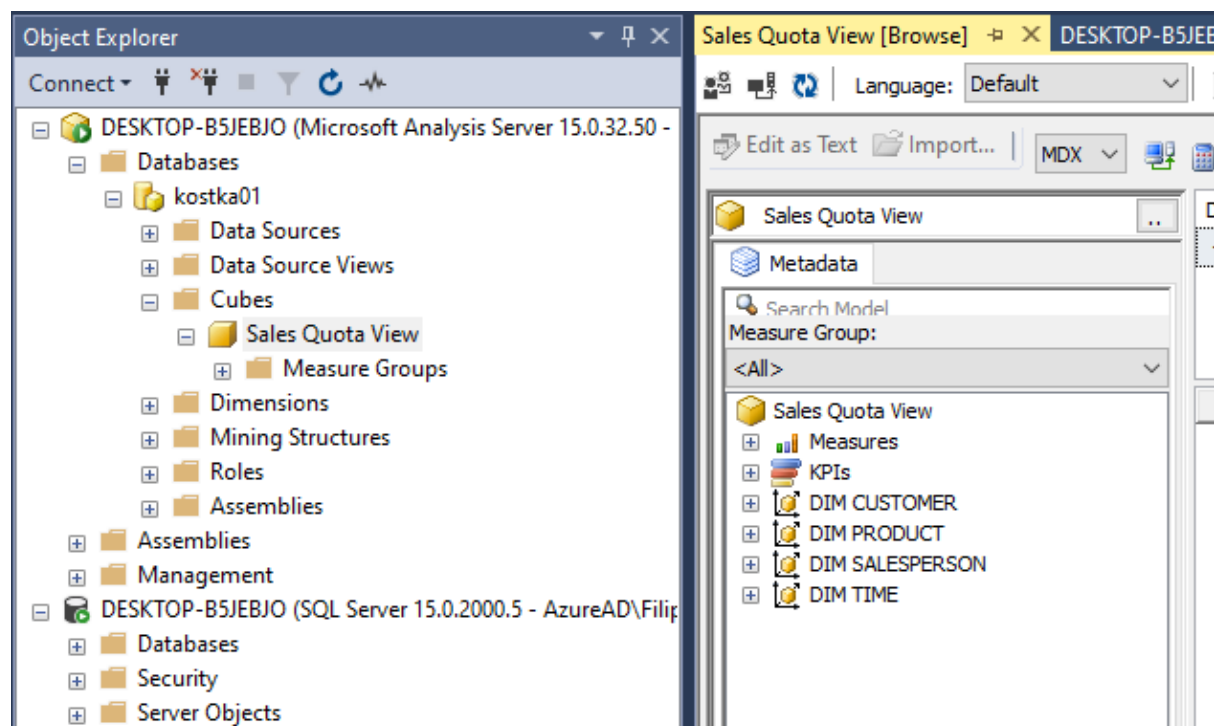 Object Explorer
Connect
DESKTOP-B5JEBJO (Microsoft Analysis Server 15.0.32.50 -
Databases
kostka01
Data Sources
Data Source Views
Cubes
Sales Quota View
Measure Groups
Dimensions
Mining Structures
Roles
Assemblies
Assemblies
Management
DESKTOP-B5JEBJO (SQL Server 15.0.2000.5 - AzureAD\Filip
Databases
Security
Server Objects
Sales Quota View [Browse] DESKTOP-B5JEB
Language: Default
Edit as Text Import... MDX
Sales Quota View ..
Metadata
Search Model
Measure Group:
<All>
Sales Quota View
Measures
KPIs
DIM CUSTOMER
DIM PRODUCT
DIM SALESPERSON
DIM TIME